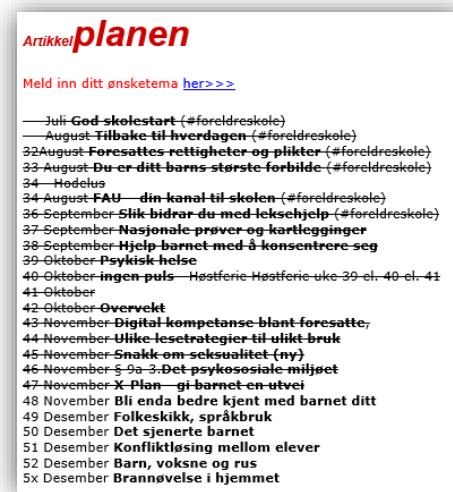 Artikkelplanen
Meld inn ditt ønsketema her>>>
Juli God skolestart (#foreldreskole)
August Tilbake til hverdagen (#foreldreskole)
32August Foresattes rettigheter og plikter (#foreldreskole)
33 August Du er ditt barns største forbilde (#foreldreskole)
34 - Hodelus
34 August FAU - din kanal til skolen (#foreldreskole)
36 September Slik bidrar du med leksehjelp (#foreldreskole)
37 September Nasjonale prøver og kartlegginger
38 September Hjelp barnet med å konsentrere seg
39 Oktober Psykisk helse
40 Oktober ingen puls - Høstferie Høstferie uke 39 el. 40 el. 41
41 Oktober
42 Oktober Overvekt
43 November Digital kompetanse blant foresatte,
44 November Ulike lesetrategier til ulikt bruk
45 November Snakk om seksualitet (ny)
46 November § 9a-3.Det psykososiale miljøet
47 November X-Plan - gi barnet en utvei
48 November Bli enda bedre kjent med barnet ditt
49 Desember Folkeskikk, språkbruk
50 Desember Det sjenerte barnet
51 Desember Konfliktløsing mellom elever
52 Desember Barn, voksne og rus
5x Desember Brannøvelse i hjemmet